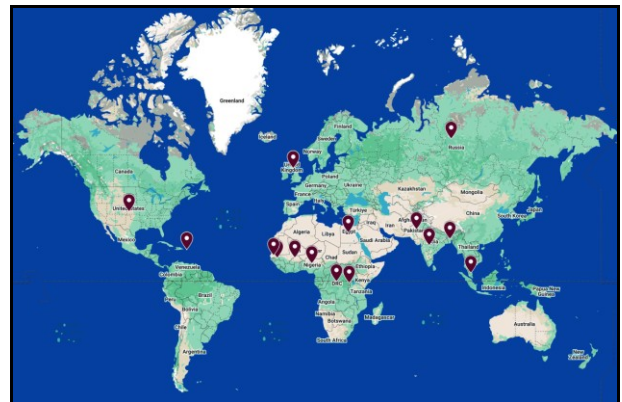 Greenland
Iceland
Sweden
Finland
Norway
Russia
United
Kingdom
Canada
Poland
Germany
Ukraine
France
Kazakhstan
Mongolia
Spain
Italy
United States
Türkiye
China
South Korea
Japan
Iraq
Iran
Afghanistan
Pakistan
Algeria
Libya
Egypt
Mexico
Saudi Arabia
India
Chad
Sudan
Thailand
Nigeria
Ethiopia
Venezuela
Colombia
DRC
Kenya
Indonesia
Papua New
Guinea
Tanzania
Brazil
Peru
Angola
Bolivia
Namibia
Madagascar
Botswana
Chile
Australia
South Africa
Argentina
New
Zealand